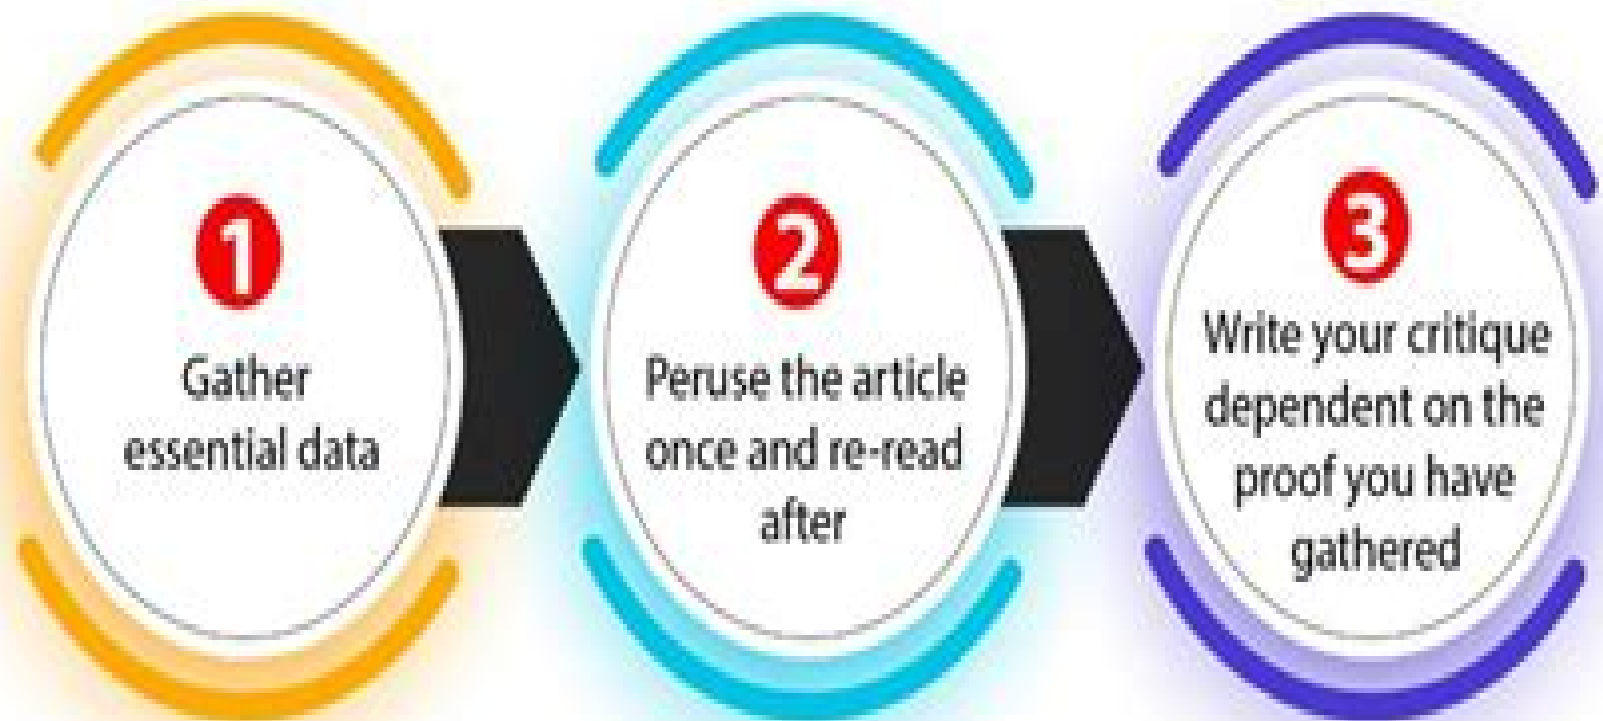 1
Gather
essential data
2
Peruse the article
once and re-read
after
3
Write your critique
dependent on the
proof you have
gathered